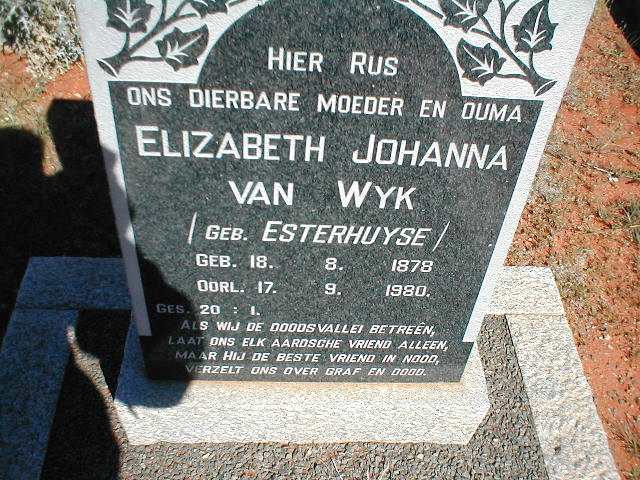 HIER RUS
ONS DIERBARE MOEDER EN OUMA
ELIZABETH JOHANNA
VAN WYK
/ GEB. ESTERHUYSE /
GEB. 18. 8. 1878
OORL. 17. 9. 1980.
GES. 20 : 1.
ALS WIJ DE DOODSVALLEI BETREÊN,
LAAT ONS ELK AARDSCHE VRIEND ALLEEN,
MAAR HIJ DE BESTE VRIEND IN NOOD,
VERZELT ONS OVER GRAF EN DOOD.